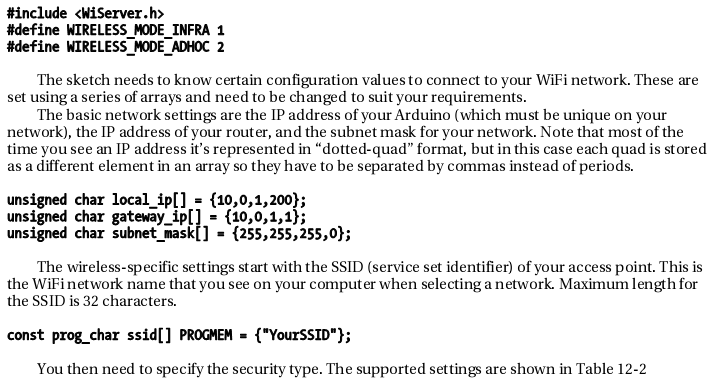 #include <WiServer.h>
#define WIRELESS_MODE_INFRA 1
#define WIRELESS_MODE_ADHOC 2
The sketch needs to know certain configuration values to connect to your WiFi network. These are
set using a series of arrays and need to be changed to suit your requirements.
The basic network settings are the IP address of your Arduino (which must be unique on your
network), the IP address of your router, and the subnet mask for your network. Note that most of the
time you see an IP address it's represented in "dotted-quad" format, but in this case each quad is stored
as a different element in an array so they have to be separated by commas instead of periods.
unsigned char local_ip[] = {10,0,1,200};
unsigned char gateway_ip[] = {10,0,1,1};
unsigned char subnet_mask[] = {255,255,255,0};
The wireless-specific settings start with the SSID (service set identifier) of your access point. This is
the WiFi network name that you see on your computer when selecting a network. Maximum length for
the SSID is 32 characters.
const prog_char ssid[] PROGMEM = {"YourSSID"};
You then need to specify the security type. The supported settings are shown in Table 12-2